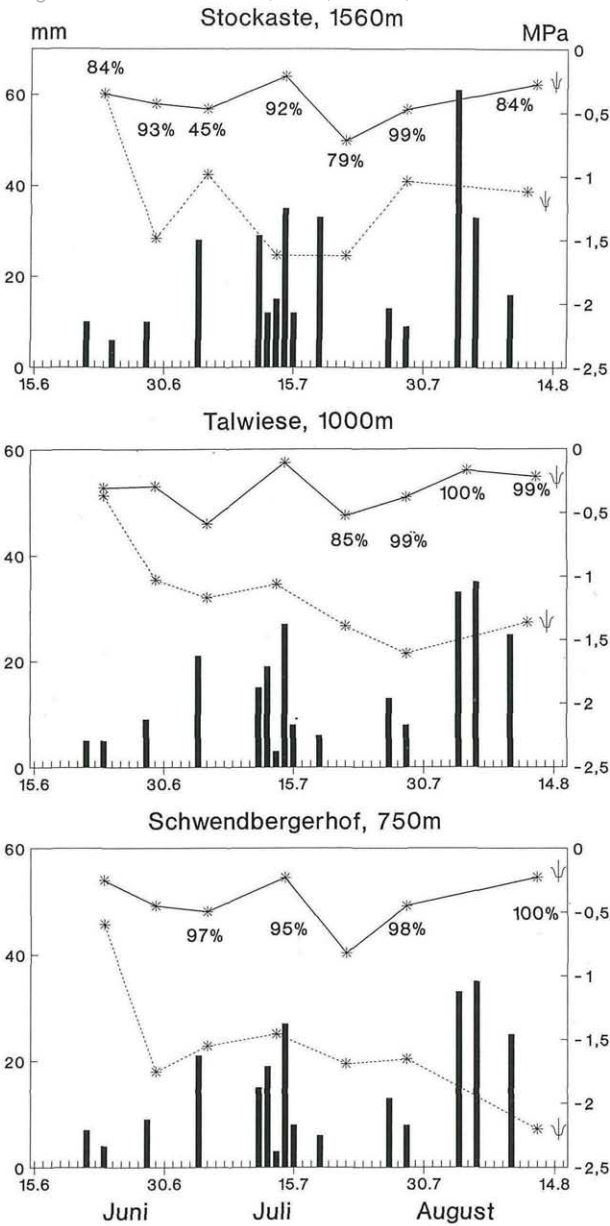 Stockaste, 1560m
mm MPa
84% 0 ψ
60 92% 84% -0,5
93% 45% 99%
79%
40 -1
ψ
-1,5
20
-2
0 -2,5
15.6 30.6 15.7 30.7 14.8
Talwiese, 1000m
60 0
ψ
100% 99%
-0,5
85% 99%
40
-1
ψ
-1,5
20
-2
0 -2,5
15.6 30.6 15.7 30.7 14.8
Schwendbergerhof, 750m
60 0
ψ
97% 95% 98% 100% -0,5
40
-1
-1,5
20
-2
ψ
0 -2,5
15.6 30.6 15.7 30.7 14.8
Juni Juli August